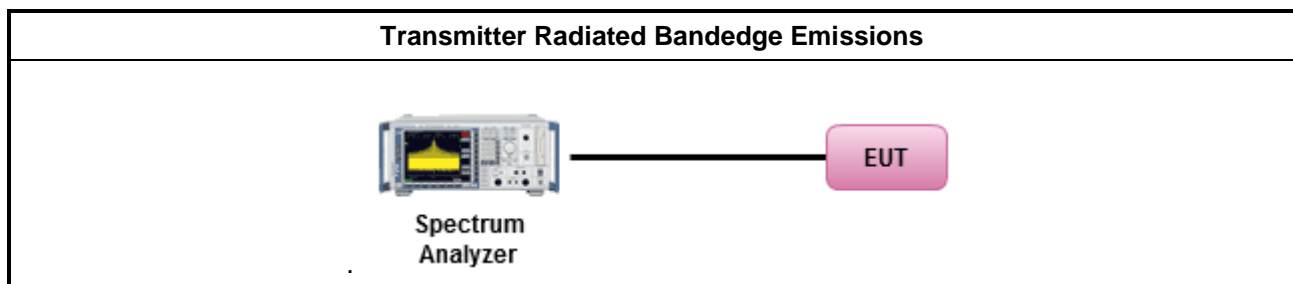 Transmitter Radiated Bandedge Emissions
EUT
Spectrum
Analyzer
.